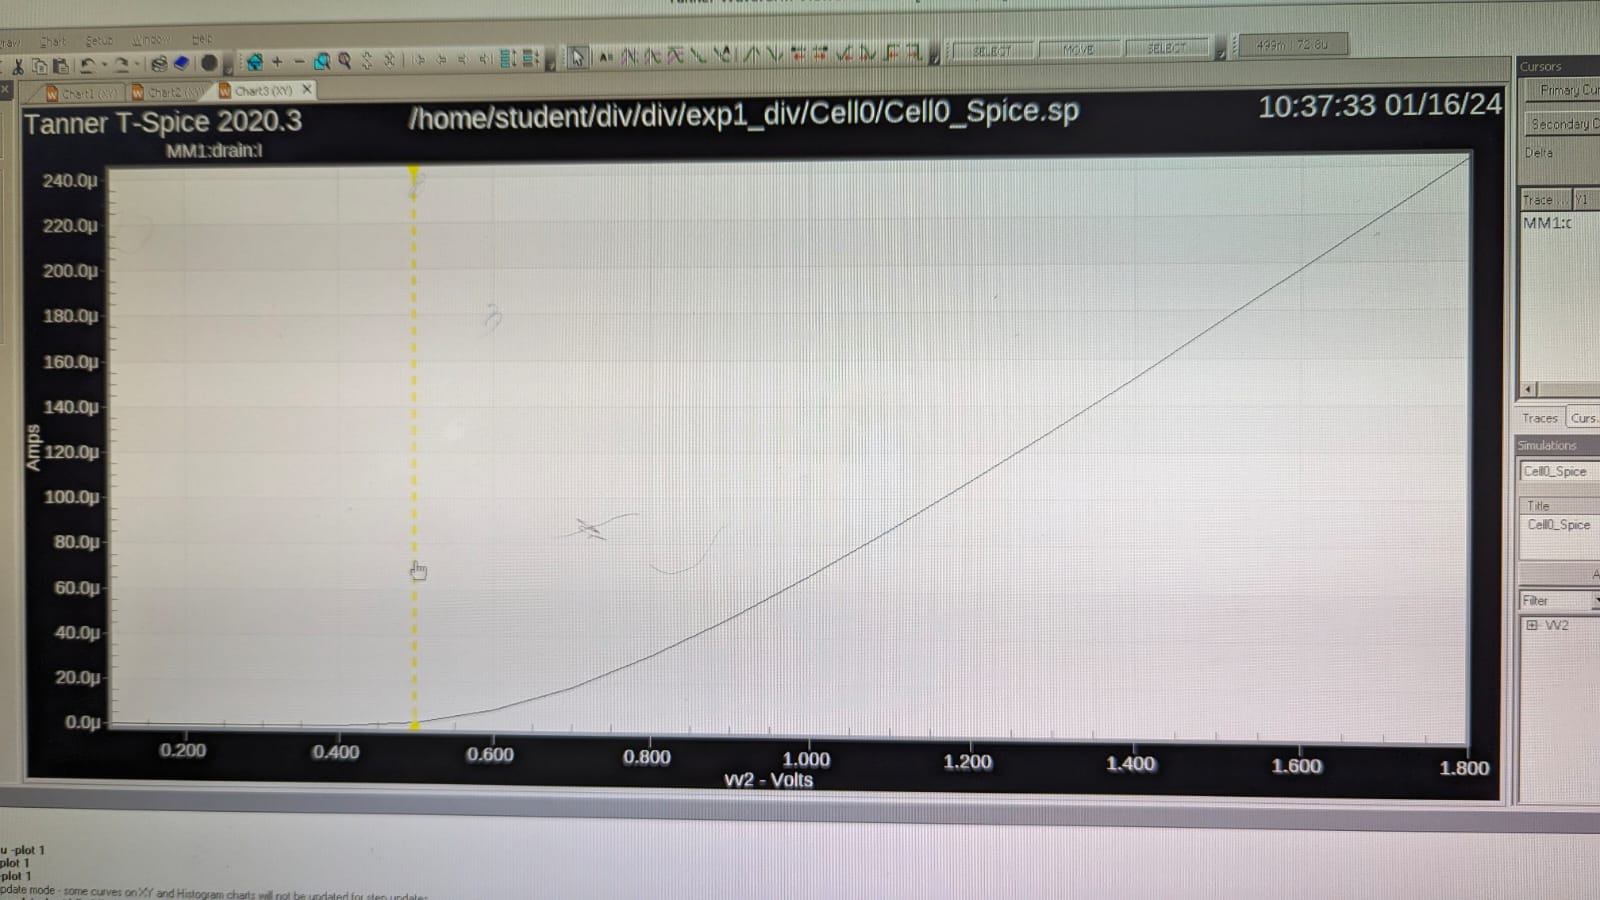 Chart Setup Window Help
SELECT MOVE SELECT 499m 72.8u
Chart1 (XY) Chart2 (XY) Chart3 (XY)
Tanner T-Spice 2020.3 /home/student/div/div/exp1_div/Cell0/Cell0_Spice.sp 10:37:33 01/16/24
MM1:drain:I
240.0μ
220.0μ
200.0μ
180.0μ
160.0μ
140.0μ
120.0μ
100.0μ
80.0μ
60.0μ
40.0μ
20.0μ
0.0μ
Amps
0.200 0.400 0.600 0.800 1.000 1.200 1.400 1.600 1.800
VV2 - Volts
Cursors
Primary Cu
Secondary C
Delta
Trace ... Y1
MM1:c
Traces Curs.
Simulations
Cell0_Spice
Title
Cell0_Spice
A
Filter
VV2
u -plot 1
plot 1
-plot 1
pdate mode - some curves on XY and Histogram charts will not be updated for step updates